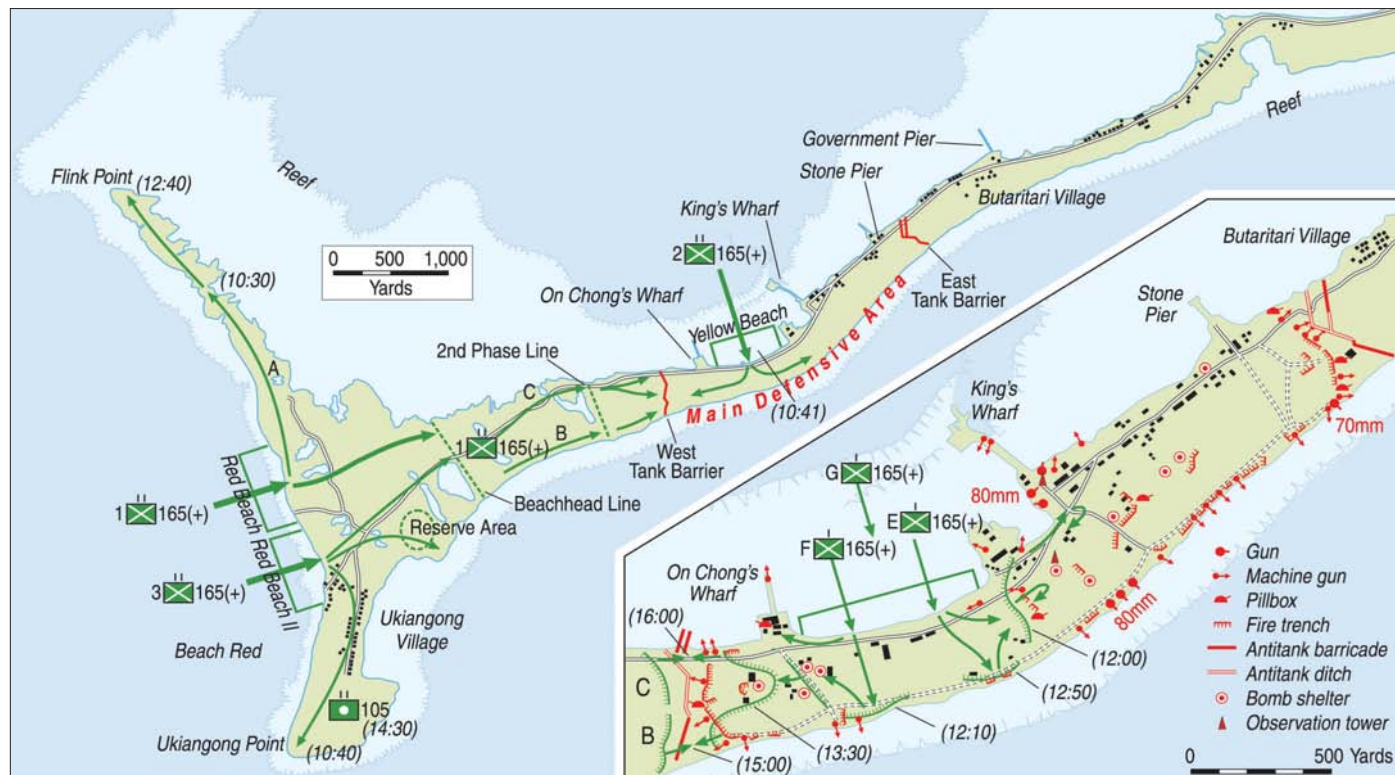 Flink Point (12:40)
Reef
0 500 1,000
Yards
(10:30)
A
Government Pier
Stone Pier
King's Wharf
2 165(+)
On Chong's Wharf
Yellow Beach
2nd Phase Line
C
B
Butaritari Village
Reef
East
Tank Barrier
Main Defensive Area
(10:41)
West
Tank Barrier
1 165(+)
Beachhead Line
Reserve Area
Red Beach
Red Beach II
1 165(+)
3 165(+)
Beach Red
Ukiangong
Village
105
(14:30)
Ukiangong Point
(10:40)
Butaritari Village
Stone
Pier
King's
Wharf
70mm
80mm
80mm
G 165(+)
E 165(+)
F 165(+)
On Chong's
Wharf
(16:00)
C
B
(15:00)
(13:30)
(12:10)
(12:50)
(12:00)
Gun
Machine gun
Pillbox
Fire trench
Antitank barricade
Antitank ditch
Bomb shelter
Observation tower
0 500 Yards